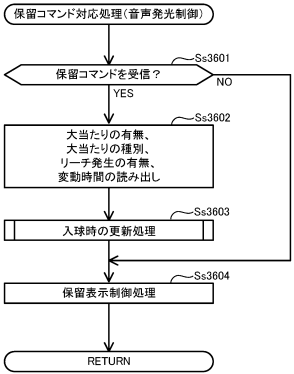 保留コマンド対応処理(音声発光制御)
Ss3601
保留コマンドを受信?
NO
YES
Ss3602
大当たりの有無、
大当たりの種別、
リーチ発生の有無、
変動時間の読み出し
Ss3603
入球時の更新処理
Ss3604
保留表示制御処理
RETURN